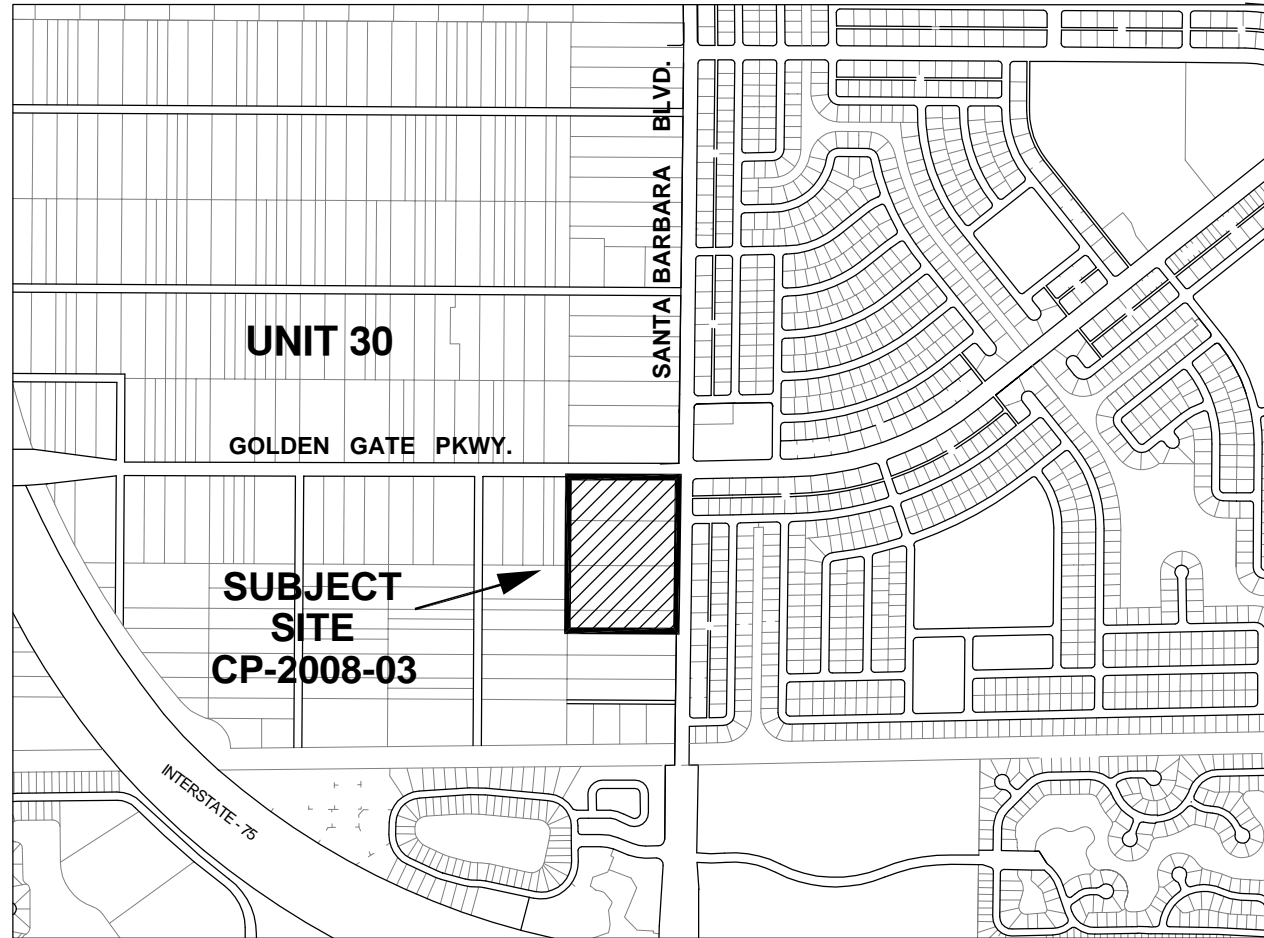 SANTA BARBARA BLVD.
UNIT 30
GOLDEN GATE PKWY.
SUBJECT
SITE
CP-2008-03
INTERSTATE - 75